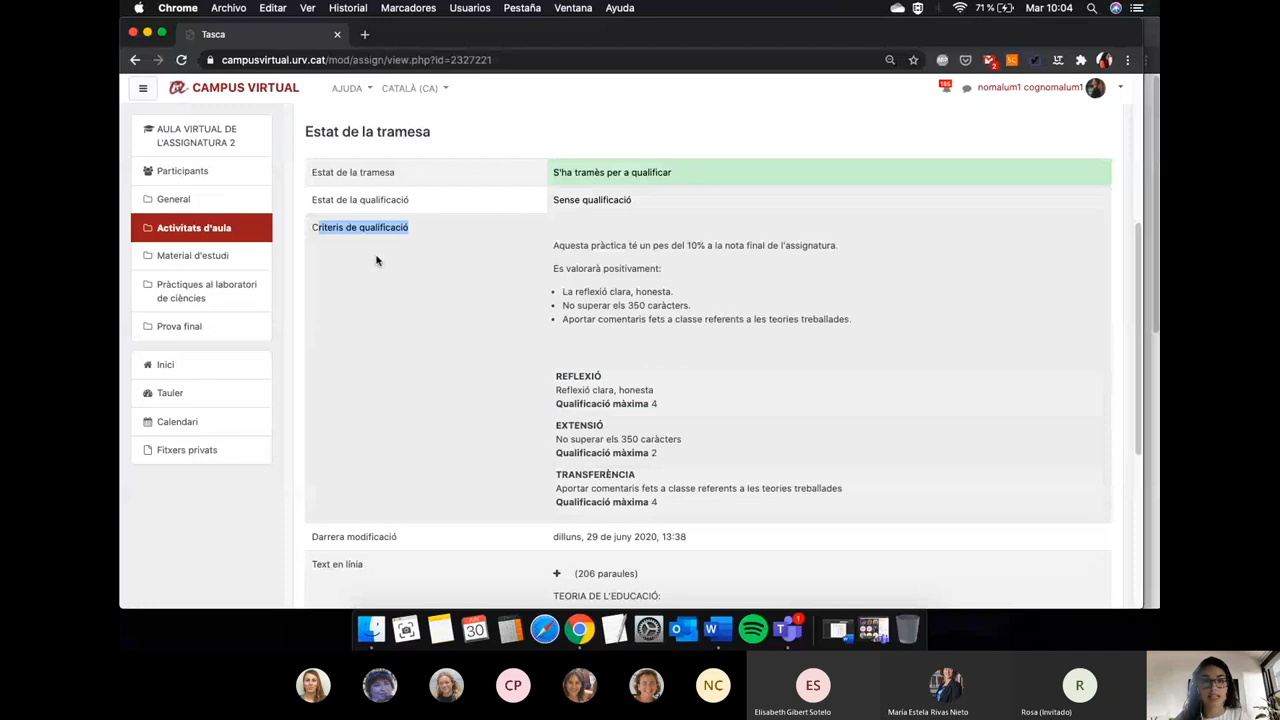 Chrome Archivo Editar Ver Historial Marcadores Usuarios Pestaña Ventana Ayuda 71 % Mar 10:04
Tasca
campusvirtual.urv.cat/mod/assign/view.php?id=2327221
CAMPUS VIRTUAL AJUDA CATALÀ (CA) 185 nomalum1 cognomalum1
AULA VIRTUAL DE
L'ASSIGNATURA 2
Participants
General
Activitats d'aula
Material d'estudi
Pràctiques al laboratori
de ciències
Prova final
Inici
Tauler
Calendari
Fitxers privats
Estat de la tramesa
Estat de la tramesa S'ha tramès per a qualificar
Estat de la qualificació Sense qualificació
Criteris de qualificació
Aquesta pràctica té un pes del 10% a la nota final de l'assignatura.
Es valorarà positivament:
• La reflexió clara, honesta.
• No superar els 350 caràcters.
• Aportar comentaris fets a classe referents a les teories treballades.
REFLEXIÓ
Reflexió clara, honesta
Qualificació màxima 4
EXTENSIÓ
No superar els 350 caràcters
Qualificació màxima 2
TRANSFERÈNCIA
Aportar comentaris fets a classe referents a les teories treballades
Qualificació màxima 4
Darrera modificació dilluns, 29 de juny 2020, 13:38
Text en línia
(206 paraules)
TEORIA DE L'EDUCACIÓ:
30
1
CP
NC
ES
R
Elisabeth Gibert Sotelo
María Estela Rivas Nieto
Rosa (Invitado)